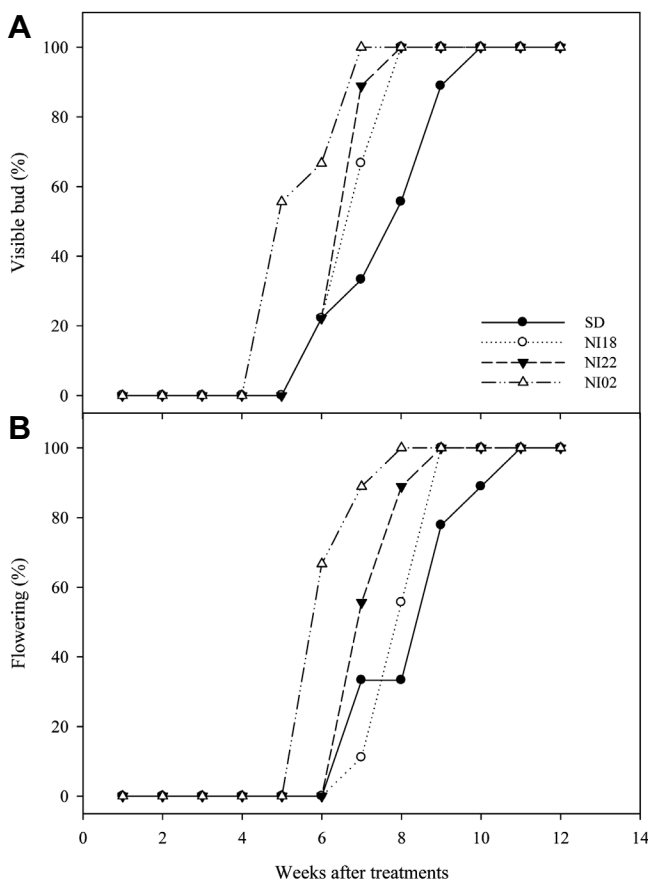 A
100
80
60
40
20
0
Visible bud (%)
SD
NI18
NI22
NI02
B
100
80
60
40
20
0
Flowering (%)
0 2 4 6 8 10 12 14
Weeks after treatments